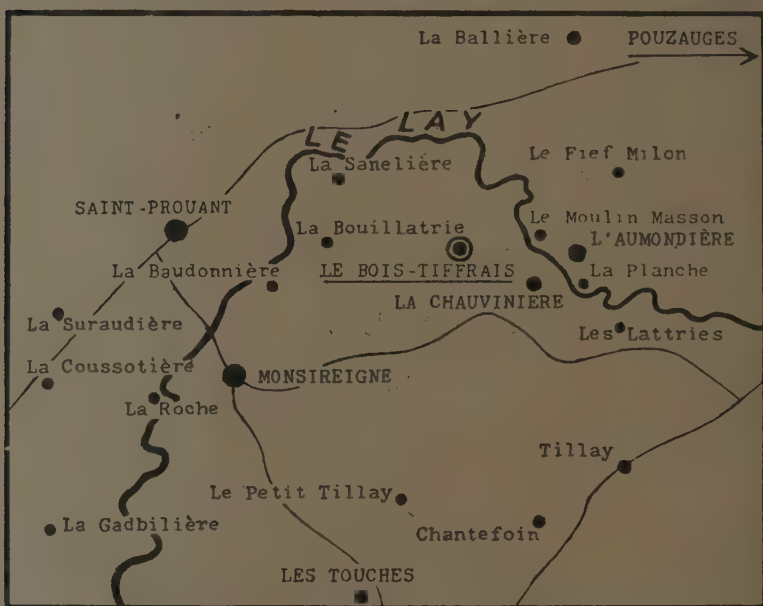 La Ballière
POUZAUGES
LE LAY
La Sanelière
Le Fief Milon
SAINT-PROUANT
La Bouillatrie
Le Moulin Masson
L'AUMONDIÈRE
La Baudonnière
LE BOIS-TIFFRAIS
La Planche
LA CHAUVINIERE
La Suraudière
Les Lattries
La Coussotière
MONSIREIGNE
La Roche
Tillay
Le Petit Tillay
La Gadbilière
Chantefoin
LES TOUCHES